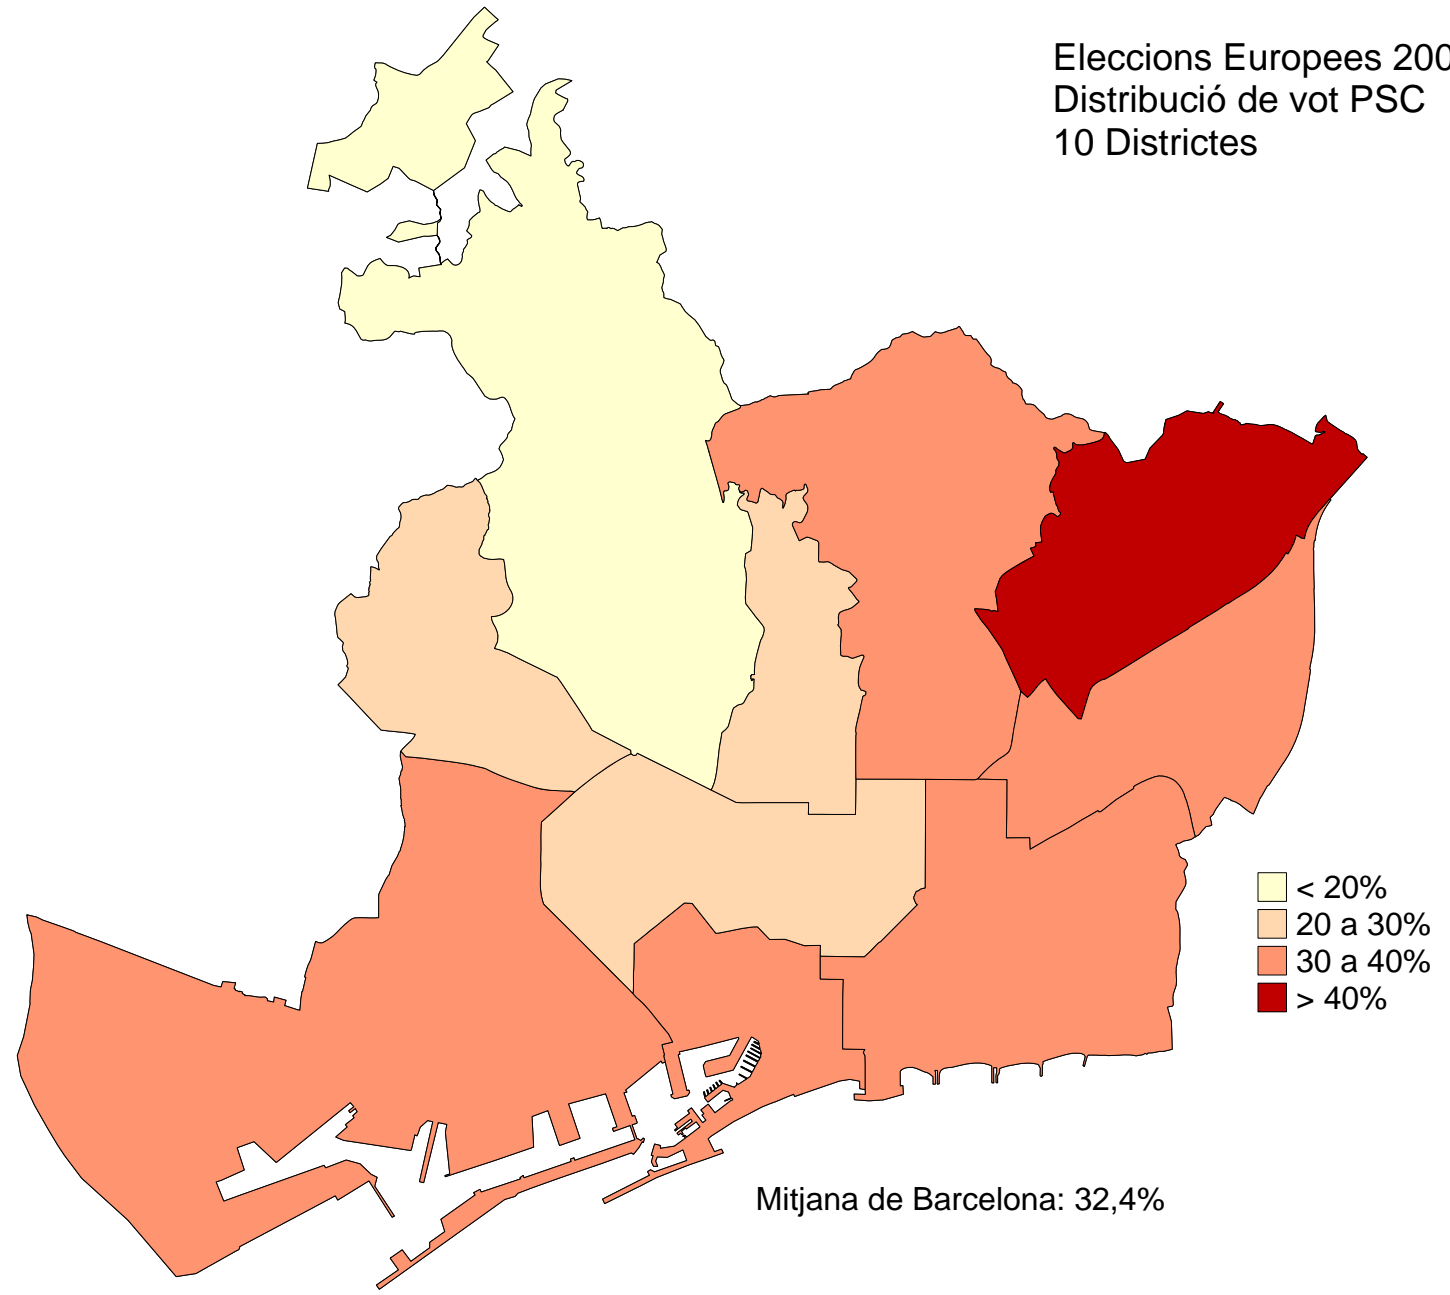 Eleccions Europees 200
Distribució de vot PSC
10 Districtes
< 20%
20 a 30%
30 a 40%
> 40%
Mitjana de Barcelona: 32,4%